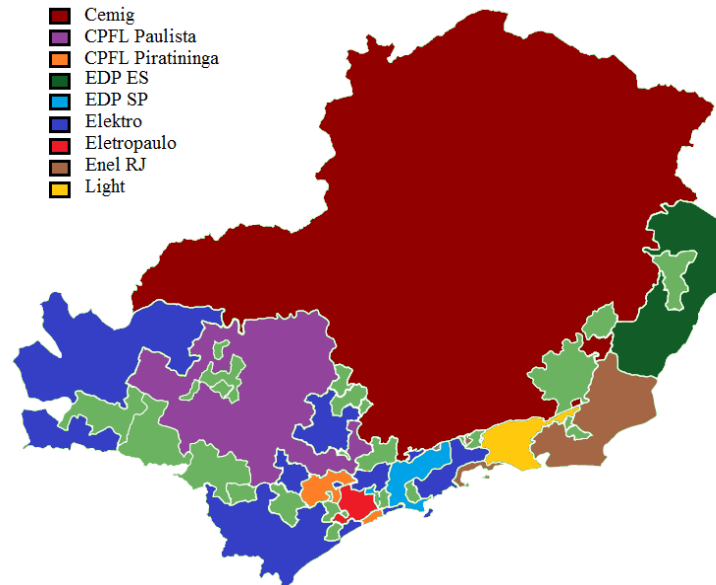 Cemig
CPFL Paulista
CPFL Piratininga
EDP ES
EDP SP
Elektro
Eletropaulo
Enel RJ
Light